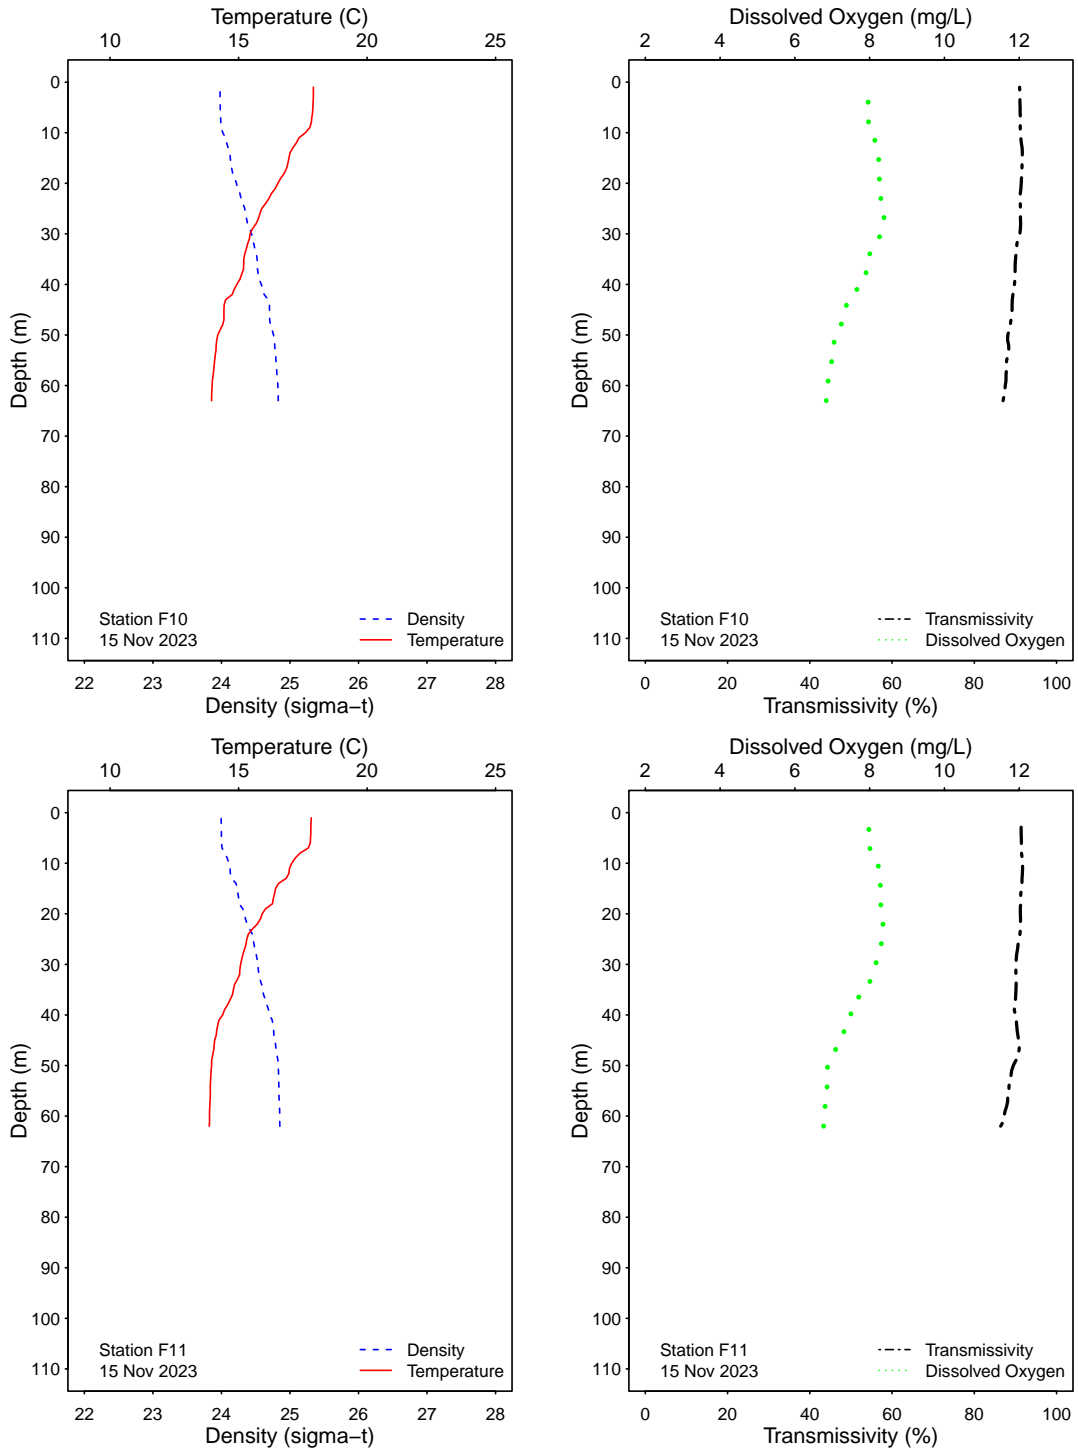 Temperature (C)
10 15 20 25
0
10
20
30
40
50
60
70
80
90
100
110
Depth (m)
Station F10
15 Nov 2023
Density
Temperature
22 23 24 25 26 27 28
Density (sigma−t)
Dissolved Oxygen (mg/L)
2 4 6 8 10 12
0
10
20
30
40
50
60
70
80
90
100
110
Depth (m)
Station F10
15 Nov 2023
Transmissivity
Dissolved Oxygen
0 20 40 60 80 100
Transmissivity (%)
Temperature (C)
10 15 20 25
0
10
20
30
40
50
60
70
80
90
100
110
Depth (m)
Station F11
15 Nov 2023
Density
Temperature
22 23 24 25 26 27 28
Density (sigma−t)
Dissolved Oxygen (mg/L)
2 4 6 8 10 12
0
10
20
30
40
50
60
70
80
90
100
110
Depth (m)
Station F11
15 Nov 2023
Transmissivity
Dissolved Oxygen
0 20 40 60 80 100
Transmissivity (%)